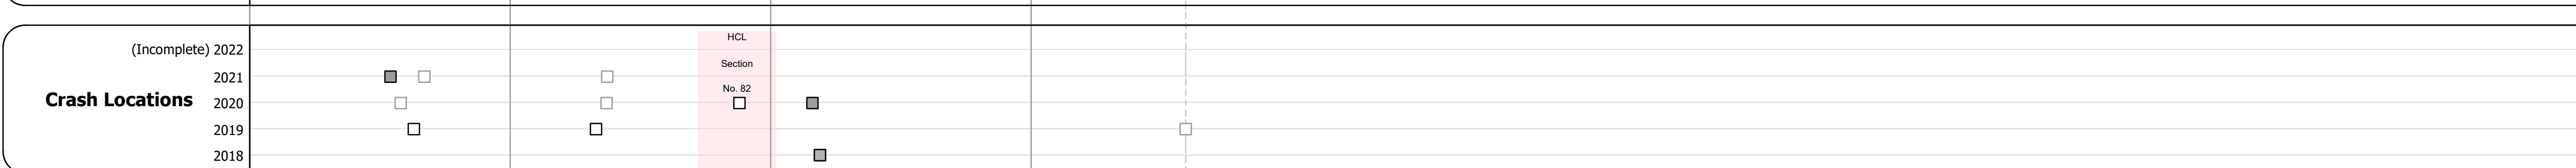 (Incomplete) 2022
2021
2020
2019
2018
Crash Locations
HCL
Section
No. 82